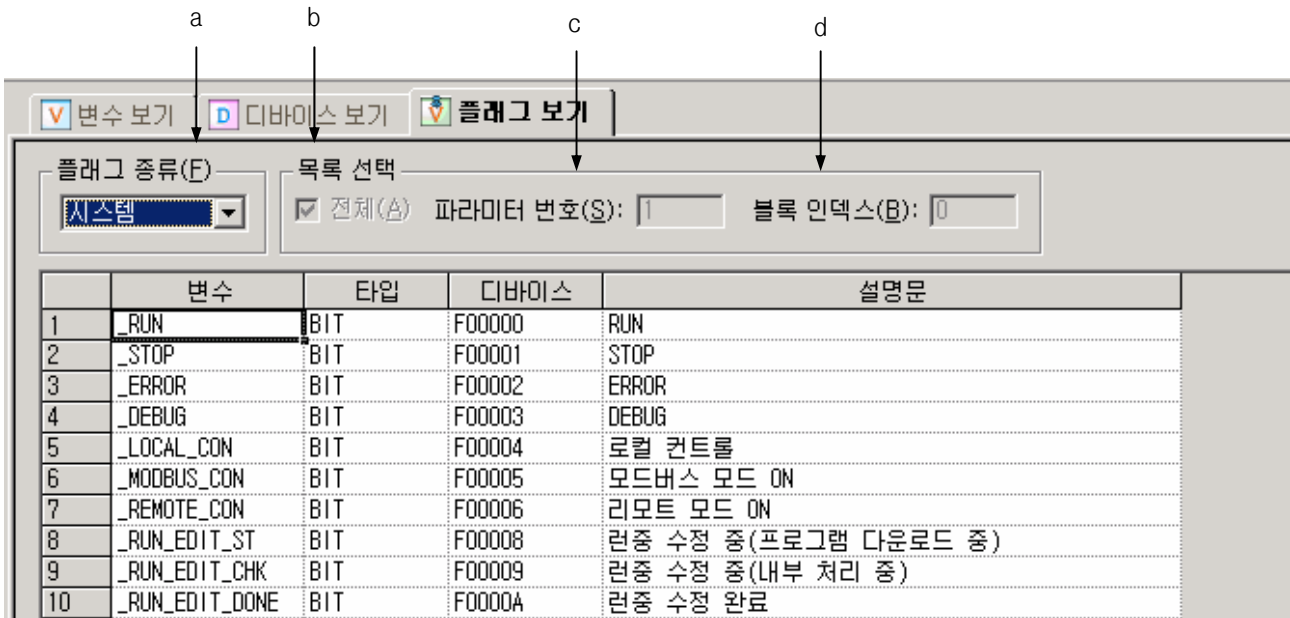 a b c d
변수 보기 디바이스 보기 플래그 보기
플래그 종류(F) 목록 선택
시스템 전체(A) 파라미터 번호(S): 1 블록 인덱스(B): 0
변수 타입 디바이스 설명문
1 _RUN BIT F00000 RUN
2 _STOP BIT F00001 STOP
3 _ERROR BIT F00002 ERROR
4 _DEBUG BIT F00003 DEBUG
5 _LOCAL_CON BIT F00004 로컬 컨트롤
6 _MODBUS_CON BIT F00005 모드버스 모드 ON
7 _REMOTE_CON BIT F00006 리모트 모드 ON
8 _RUN_EDIT_ST BIT F00008 런중 수정 중(프로그램 다운로드 중)
9 _RUN_EDIT_CHK BIT F00009 런중 수정 중(내부 처리 중)
10 _RUN_EDIT_DONE BIT F0000A 런중 수정 완료